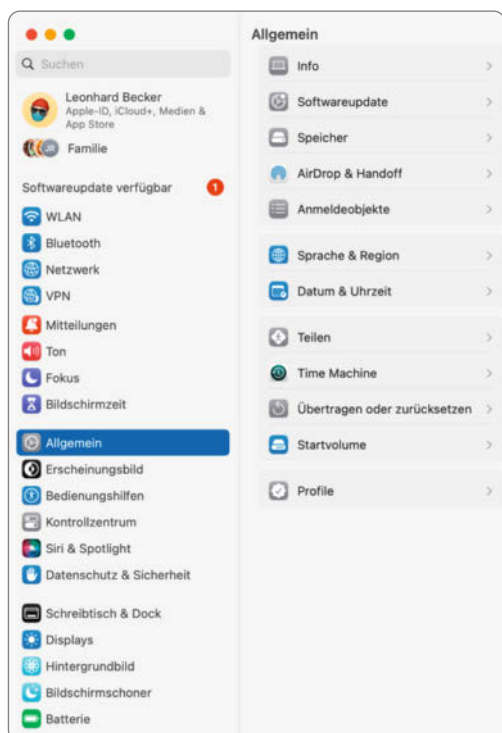 Suchen
Leonhard Becker
Apple-ID, iCloud+, Medien &
App Store
Familie
Softwareupdate verfügbar 1
WLAN
Bluetooth
Netzwerk
VPN
Mitteilungen
Ton
Fokus
Bildschirmzeit
Allgemein
Erscheinungsbild
Bedienungshilfen
Kontrollzentrum
Siri & Spotlight
Datenschutz & Sicherheit
Schreibtisch & Dock
Displays
Hintergrundbild
Bildschirmschoner
Batterie
Allgemein
Info
Softwareupdate
Speicher
AirDrop & Handoff
Anmeldeobjekte
Sprache & Region
Datum & Uhrzeit
Teilen
Time Machine
Übertragen oder zurücksetzen
Startvolume
Profile